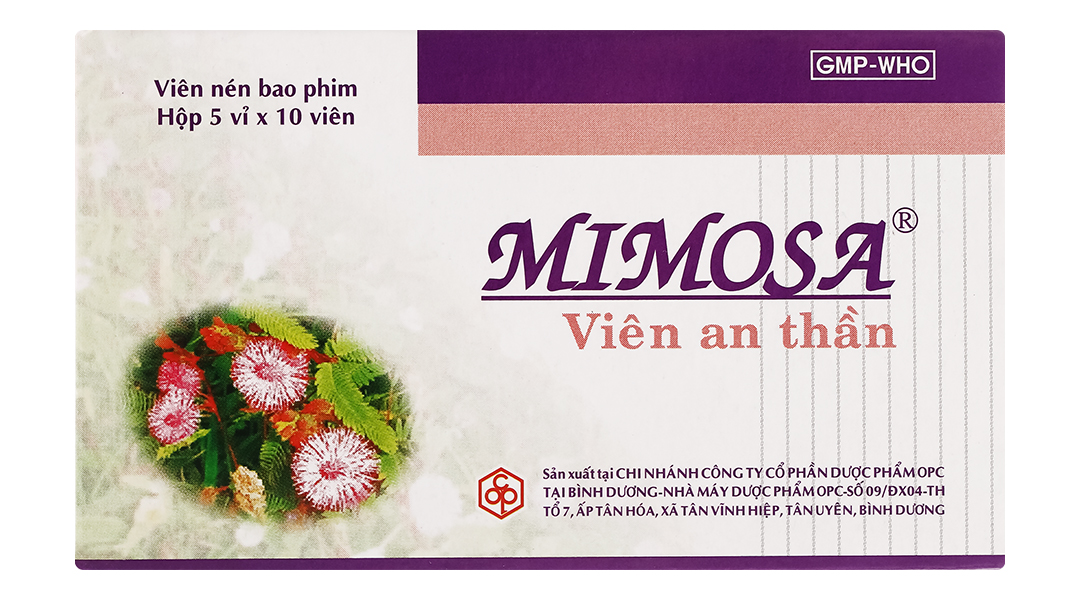 Viên nén bao phim
Hộp 5 vỉ x 10 viên
GMP-WHO
MIMOSA®
Viên an thần
OPC
Sản xuất tại CHI NHÁNH CÔNG TY CỔ PHẦN DƯỢC PHẨM OPC
TẠI BÌNH DƯƠNG-NHÀ MÁY DƯỢC PHẨM OPC-SỐ 09/ĐX04-TH
TỔ 7, ẤP TÂN HÓA, XÃ TÂN VĨNH HIỆP, TÂN UYÊN, BÌNH DƯƠNG